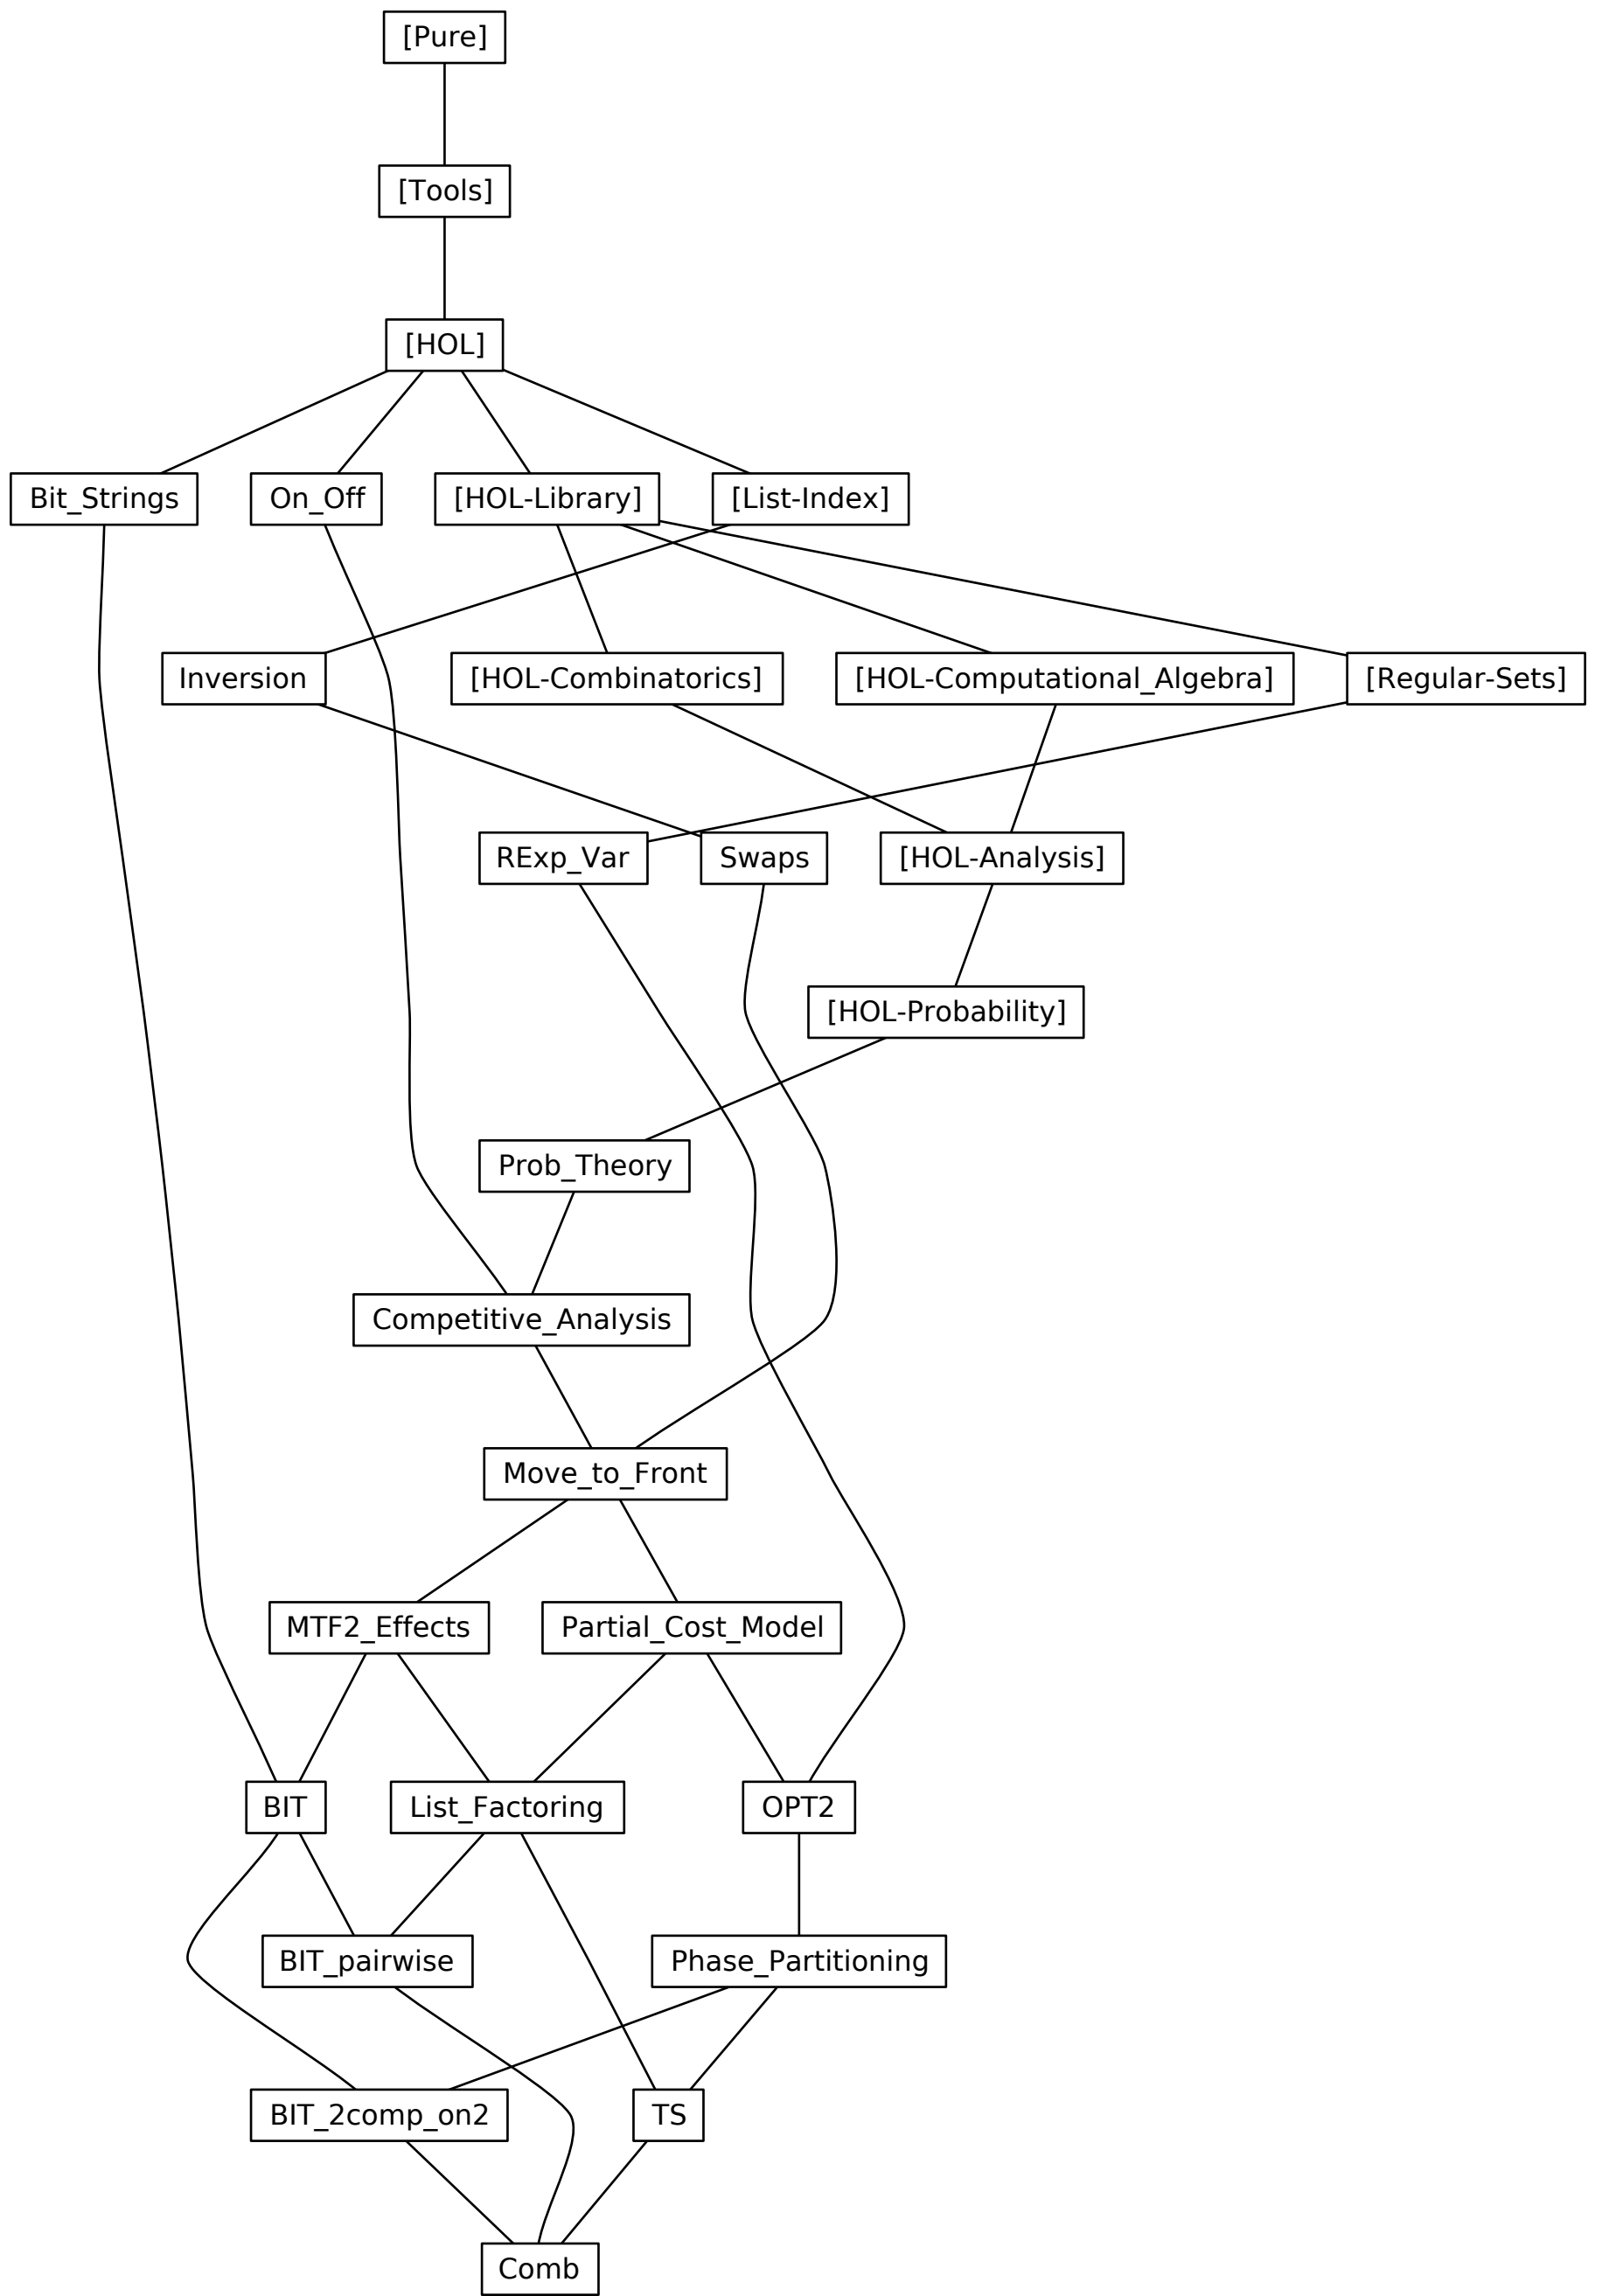 [Pure]
[Tools]
[HOL]
Bit_Strings
On_Off
[HOL-Library]
[List-Index]
Inversion
[HOL-Combinatorics]
[HOL-Computational_Algebra]
[Regular-Sets]
RExp_Var
Swaps
[HOL-Analysis]
[HOL-Probability]
Prob_Theory
Competitive_Analysis
Move_to_Front
MTF2_Effects
Partial_Cost_Model
BIT
List_Factoring
OPT2
BIT_pairwise
Phase_Partitioning
BIT_2comp_on2
TS
Comb